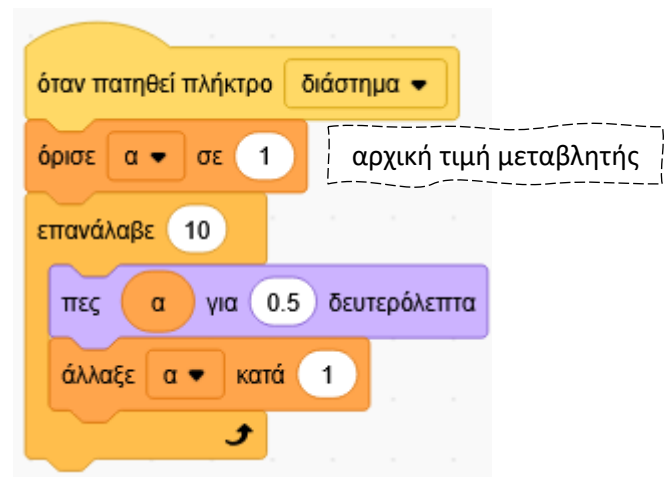 όταν πατηθεί πλήκτρο διάστημα
όρισε α σε 1 αρχική τιμή μεταβλητής
επανάλαβε 10
πες α για 0.5 δευτερόλεπτα
άλλαξε α κατά 1